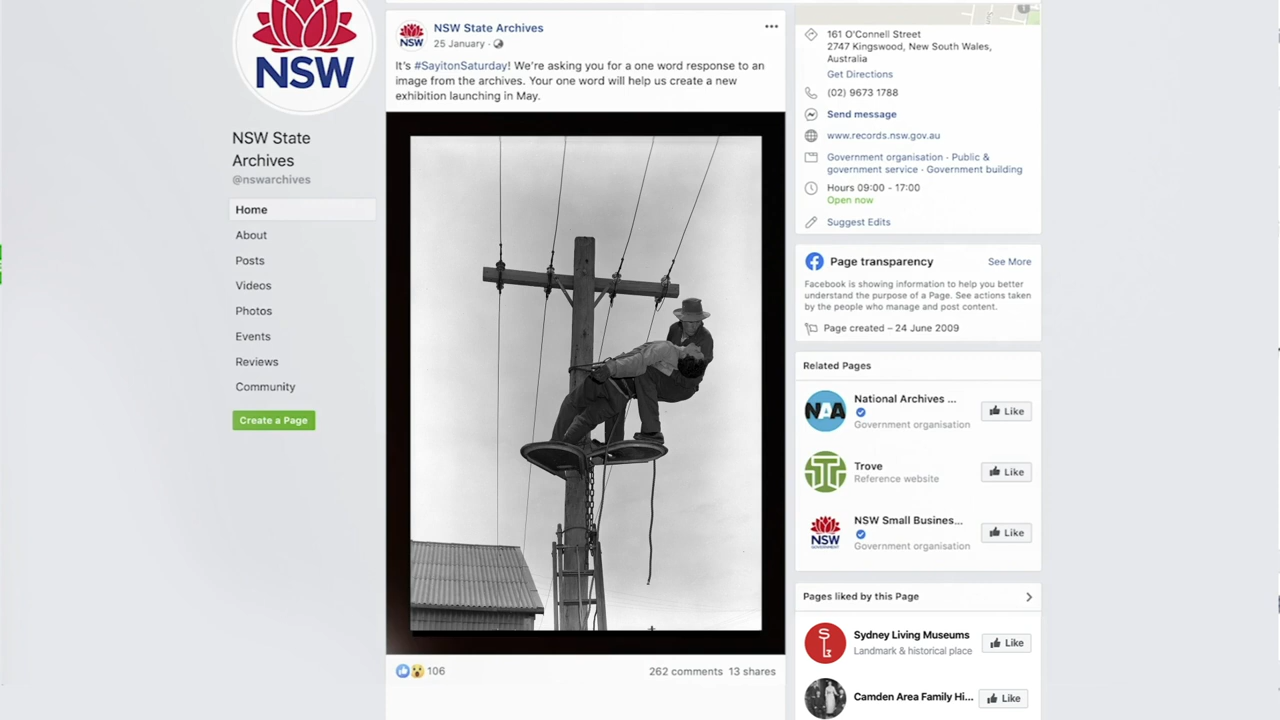 NSW
NSW State
Archives
@nswarchives
Home
About
Posts
Videos
Photos
Events
Reviews
Community
Create a Page
NSW
NSW State Archives
25 January ·
It's #SayitonSaturday! We're asking you for a one word response to an
image from the archives. Your one word will help us create a new
exhibition launching in May.
106
262 comments 13 shares
161 O'Connell Street
2747 Kingswood, New South Wales,
Australia
Get Directions
(02) 9673 1788
Send message
www.records.nsw.gov.au
Government organisation · Public &
government service · Government building
Hours 09:00 - 17:00
Open now
Suggest Edits
Page transparency
See More
Facebook is showing information to help you better
understand the purpose of a Page. See actions taken
by the people who manage and post content.
Page created – 24 June 2009
Related Pages
NAA
National Archives ...
Government organisation
Like
Trove
Reference website
Like
NSW
GOVERNMENT
NSW Small Busines...
Government organisation
Like
Pages liked by this Page
Sydney Living Museums
Landmark & historical place
Like
Camden Area Family Hi...
Like